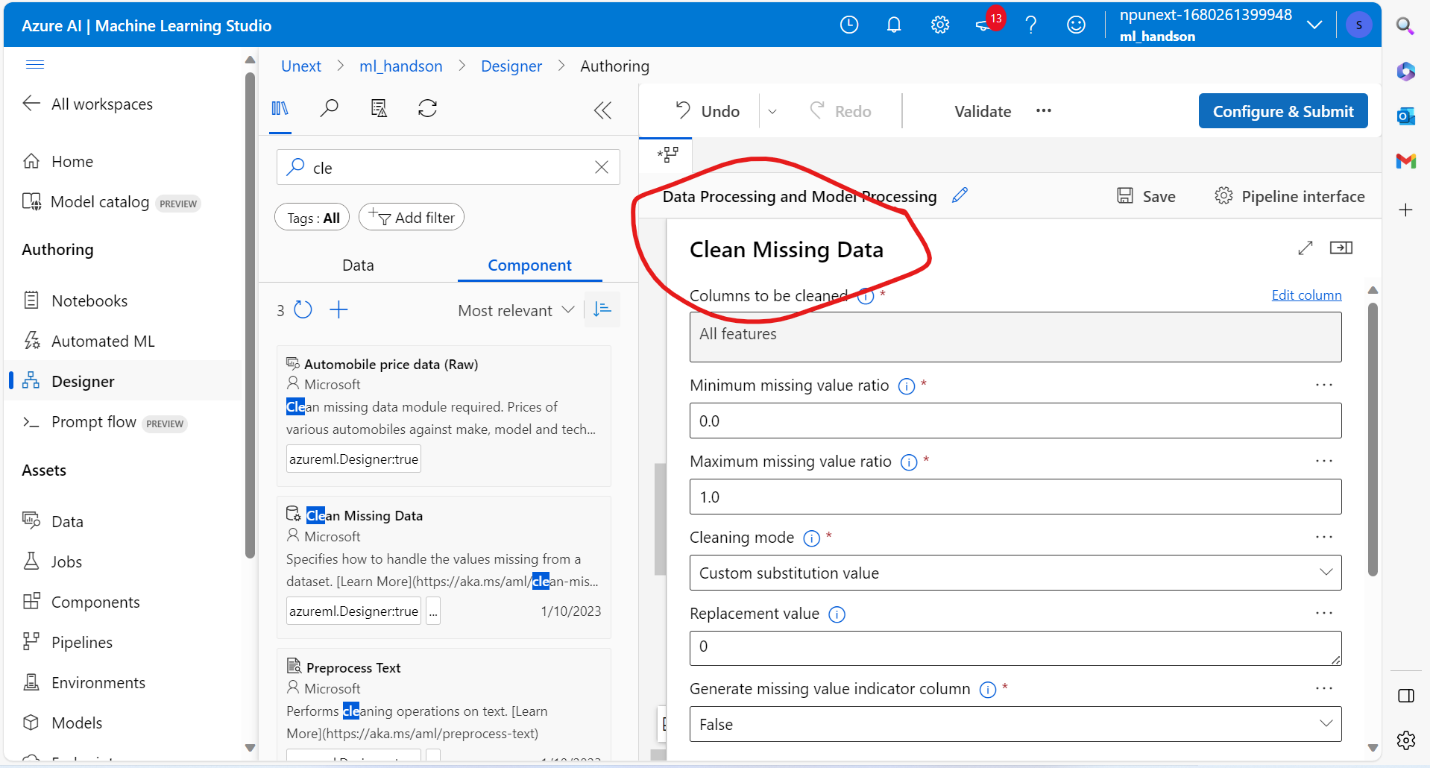 Azure AI | Machine Learning Studio
13
npunext-1680261399948
ml_handson
S
All workspaces
Home
Model catalog PREVIEW
Authoring
Notebooks
Automated ML
Designer
Prompt flow PREVIEW
Assets
Data
Jobs
Components
Pipelines
Environments
Models
Unext > ml_handson > Designer > Authoring
cle
Tags : All
Add filter
Data
Component
3
Most relevant
Automobile price data (Raw)
Microsoft
Clean missing data module required. Prices of
various automobiles against make, model and tech...
azureml.Designer:true
Clean Missing Data
Microsoft
Specifies how to handle the values missing from a
dataset. [Learn More](https://aka.ms/aml/clean-mis...
azureml.Designer:true ... 1/10/2023
Preprocess Text
Microsoft
Performs cleaning operations on text. [Learn
More](https://aka.ms/aml/preprocess-text)
Undo
Redo
Validate
Configure & Submit
Data Processing and Model Processing
Save
Pipeline interface
Clean Missing Data
Columns to be cleaned *
Edit column
All features
Minimum missing value ratio *
0.0
Maximum missing value ratio *
1.0
Cleaning mode *
Custom substitution value
Replacement value
0
Generate missing value indicator column *
False